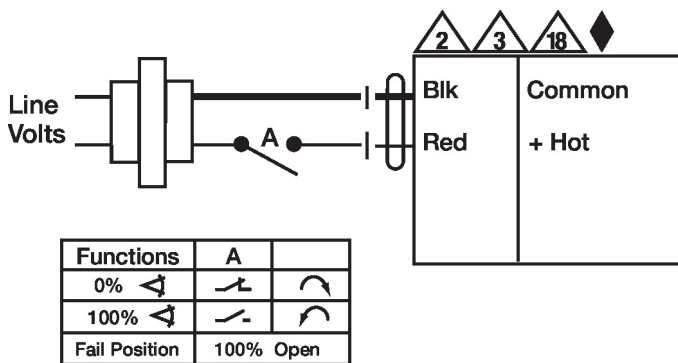 2 3 18
Line
Volts
Blk Common
A
Red + Hot
Functions A
0%
100%
Fail Position 100% Open